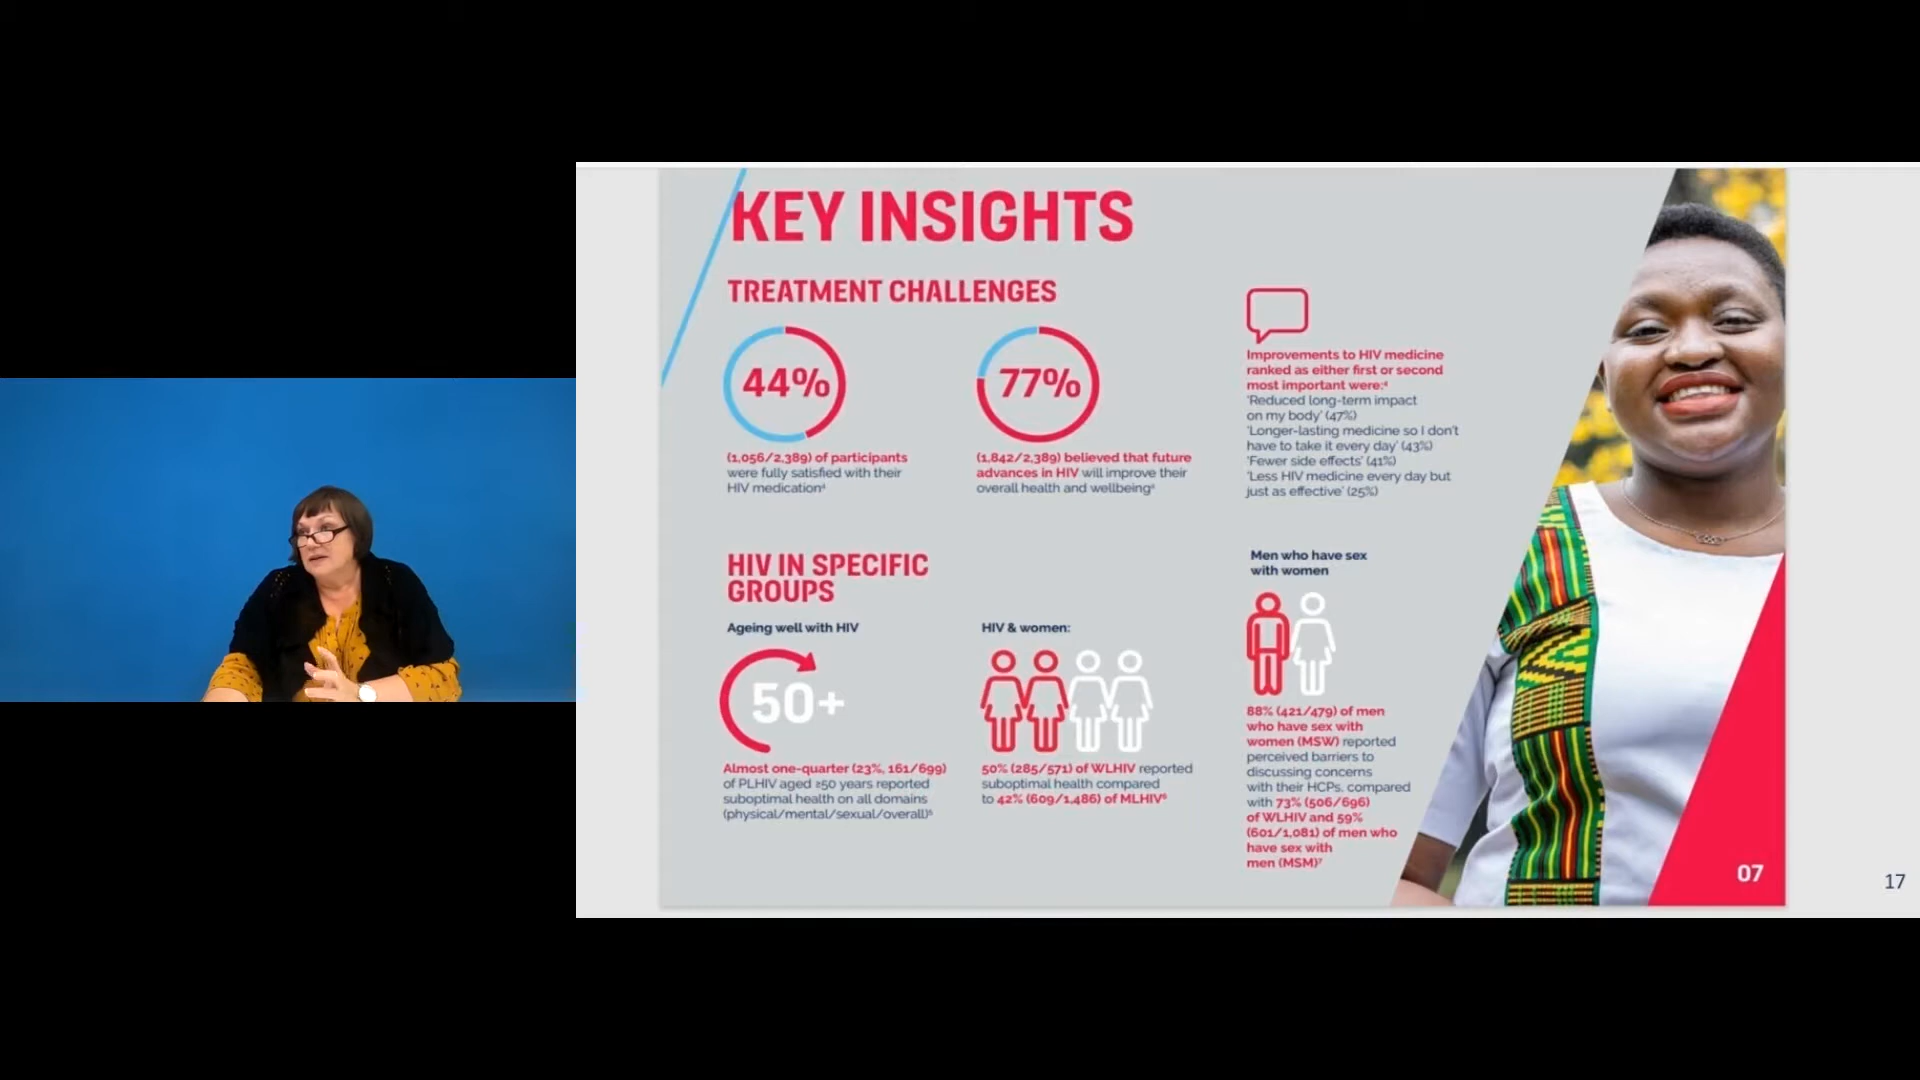 KEY INSIGHTS
TREATMENT CHALLENGES
44%
(1,056/2,389) of participants
were fully satisfied with their
HIV medication⁴
77%
(1,842/2,389) believed that future
advances in HIV will improve their
overall health and wellbeing⁴
Improvements to HIV medicine
ranked as either first or second
most important were:⁴
'Reduced long-term impact
on my body' (47%)
'Longer-lasting medicine so I don't
have to take it every day' (43%)
'Fewer side effects' (41%)
'Less HIV medicine every day but
just as effective' (25%)
HIV IN SPECIFIC
GROUPS
Ageing well with HIV
50+
Almost one-quarter (23%, 161/699)
of PLHIV aged ≥50 years reported
suboptimal health on all domains
(physical/mental/sexual/overall)⁵
HIV & women:
50% (285/571) of WLHIV reported
suboptimal health compared
to 42% (609/1,486) of MLHIV⁶
Men who have sex
with women
88% (421/479) of men
who have sex with
women (MSW) reported
perceived barriers to
discussing concerns
with their HCPs, compared
with 73% (506/696)
of WLHIV and 59%
(601/1,081) of men who
have sex with
men (MSM)⁷
07
17